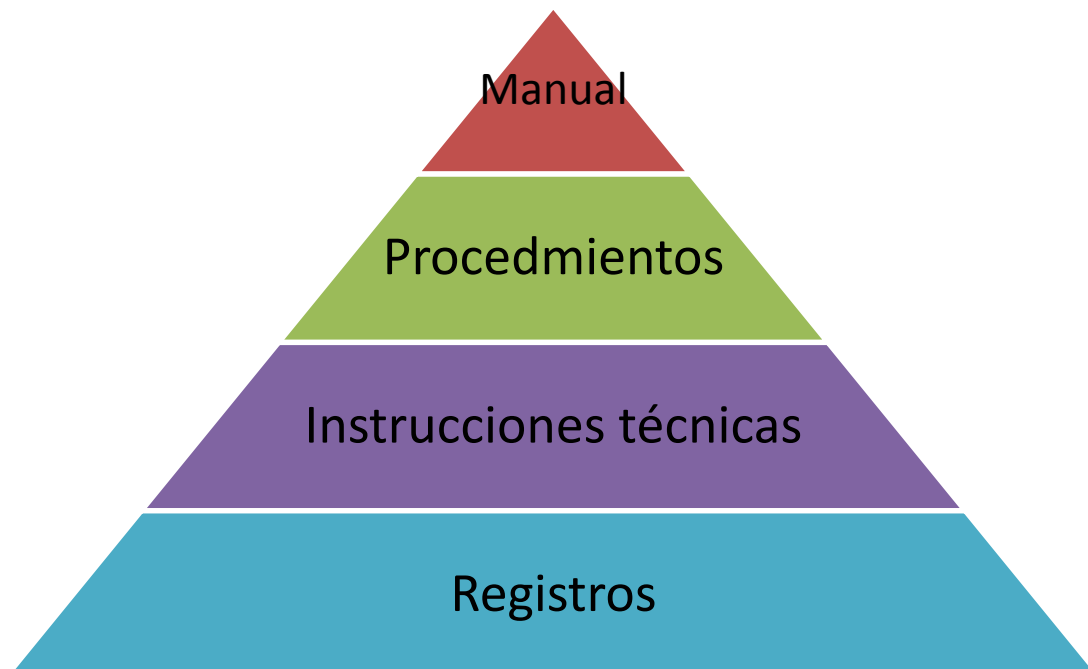 Manual
Procedmientos
Instrucciones técnicas
Registros